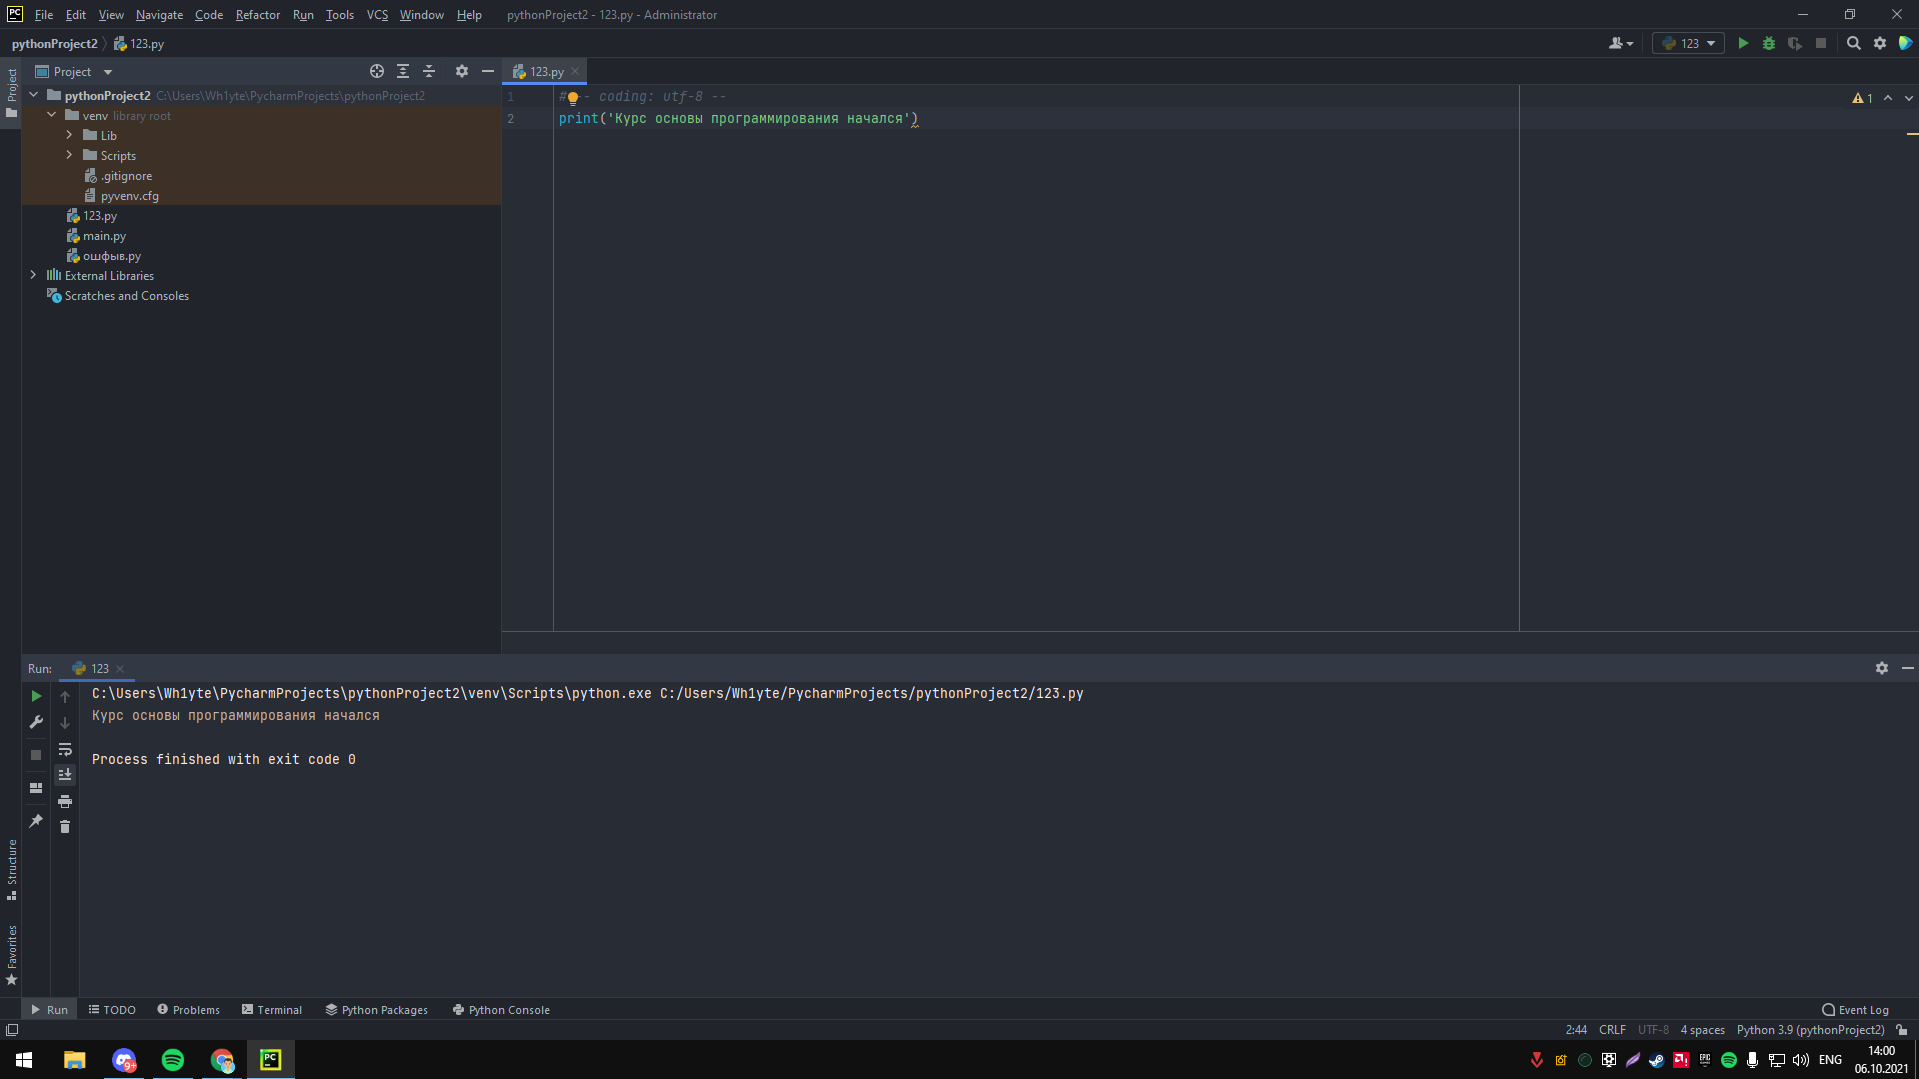 PC File Edit View Navigate Code Refactor Run Tools VCS Window Help pythonProject2 - 123.py - Administrator
pythonProject2 123.py 123
Project 123.py
Project
pythonProject2 C:\Users\Wh1yte\PycharmProjects\pythonProject2
venv library root
Lib
Scripts
.gitignore
pyvenv.cfg
123.py
main.py
ошфыв.py
External Libraries
Scratches and Consoles
1 # -- coding: utf-8 -- 1
2 print('Курс основы программирования начался')
Run: 123
C:\Users\Wh1yte\PycharmProjects\pythonProject2\venv\Scripts\python.exe C:/Users/Wh1yte/PycharmProjects/pythonProject2/123.py
Курс основы программирования начался
Process finished with exit code 0
Structure
Favorites
Run TODO Problems Terminal Python Packages Python Console Event Log
2:44 CRLF UTF-8 4 spaces Python 3.9 (pythonProject2)
9+ PC EPIC ENG 14:00
06.10.2021